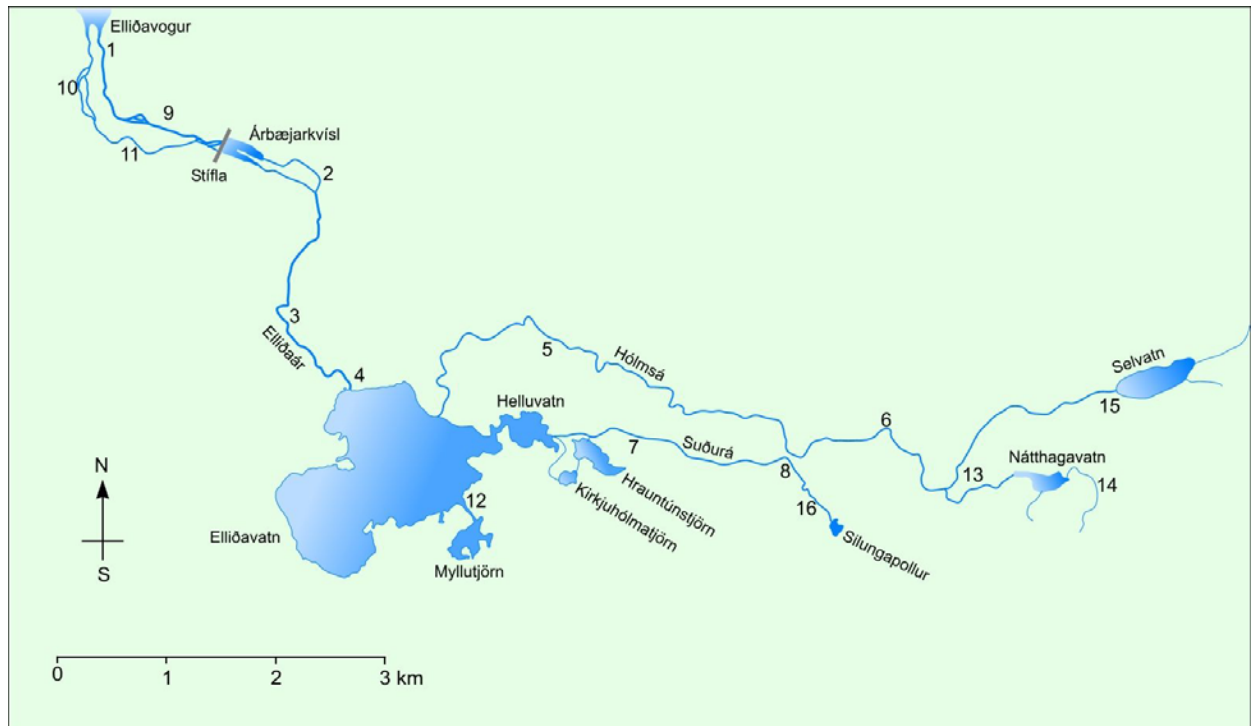 Elliðavogur
1
10
9
Árbæjarkvísl
11
Stífla
2
3
Elliðaár
4
5
Hólmsá
Selvatn
15
Helluvatn
6
7
Suðurá
8
13
Nátthagavatn
14
Hrauntúnstjörn
Kirkjuhólmatjörn
12
16
Silungapollur
Elliðavatn
Myllutjörn
N
S
0 1 2 3 km